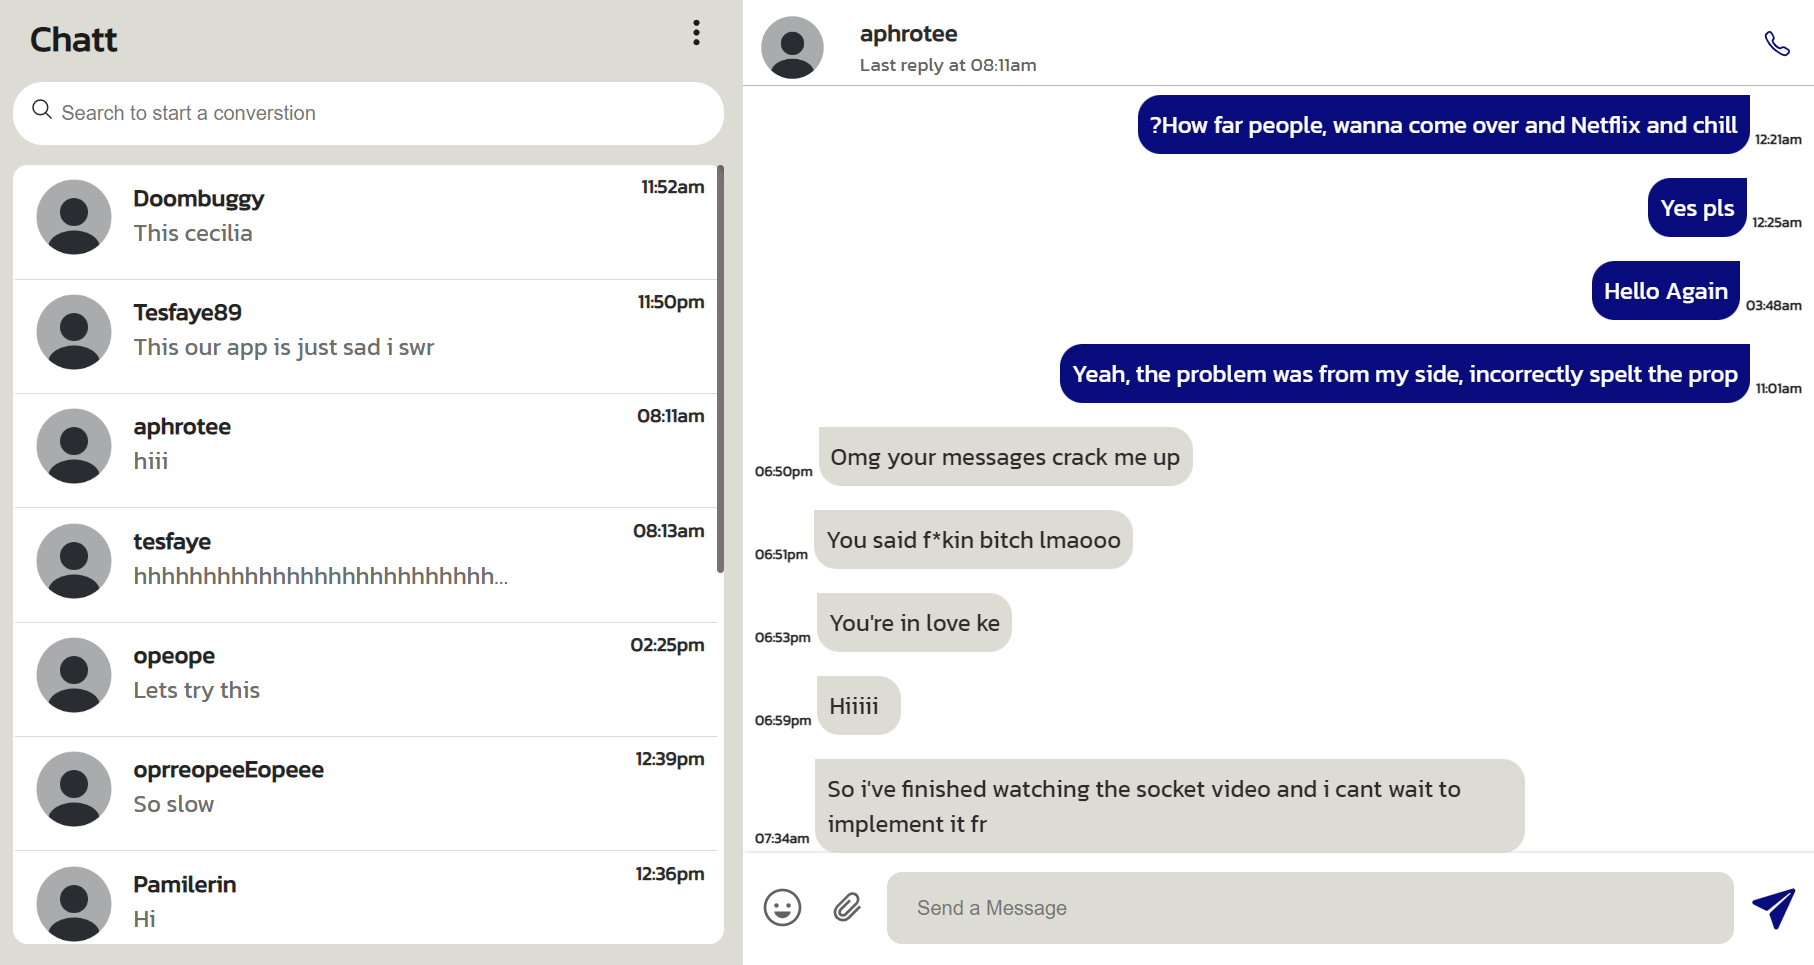 Chatt
Search to start a converstion
Doombuggy
11:52am
This cecilia
Tesfaye89
11:50pm
This our app is just sad i swr
aphrotee
08:11am
hiii
tesfaye
08:13am
hhhhhhhhhhhhhhhhhhhhhhhhhh...
opeope
02:25pm
Lets try this
oprreopeeEopeee
12:39pm
So slow
Pamilerin
12:36pm
Hi
aphrotee
Last reply at 08:11am
?How far people, wanna come over and Netflix and chill
12:21am
Yes pls
12:25am
Hello Again
03:48am
Yeah, the problem was from my side, incorrectly spelt the prop
11:01am
Omg your messages crack me up
06:50pm
You said f*kin bitch lmaooo
06:51pm
You're in love ke
06:53pm
Hiiiii
06:59pm
So i've finished watching the socket video and i cant wait to
implement it fr
07:34am
Send a Message